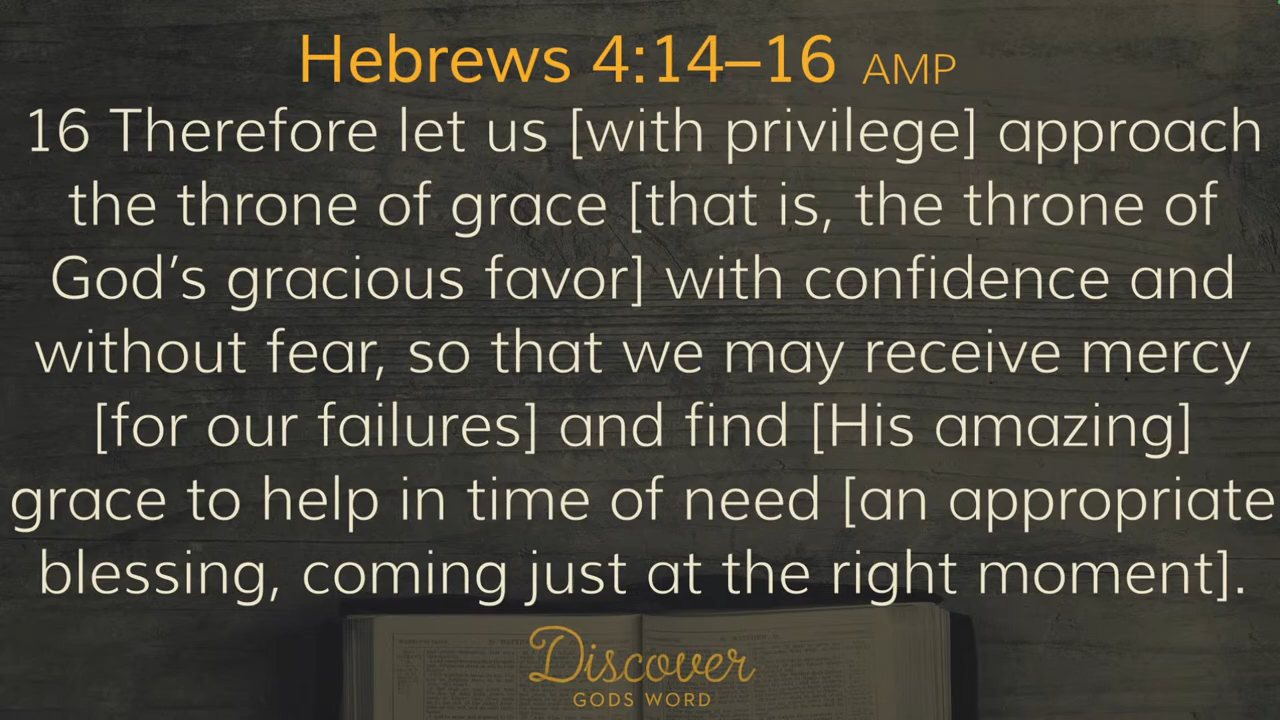 Hebrews 4:14–16 AMP
16 Therefore let us [with privilege] approach
the throne of grace [that is, the throne of
God’s gracious favor] with confidence and
without fear, so that we may receive mercy
[for our failures] and find [His amazing]
grace to help in time of need [an appropriate
blessing, coming just at the right moment].
Discover
GODS WORD